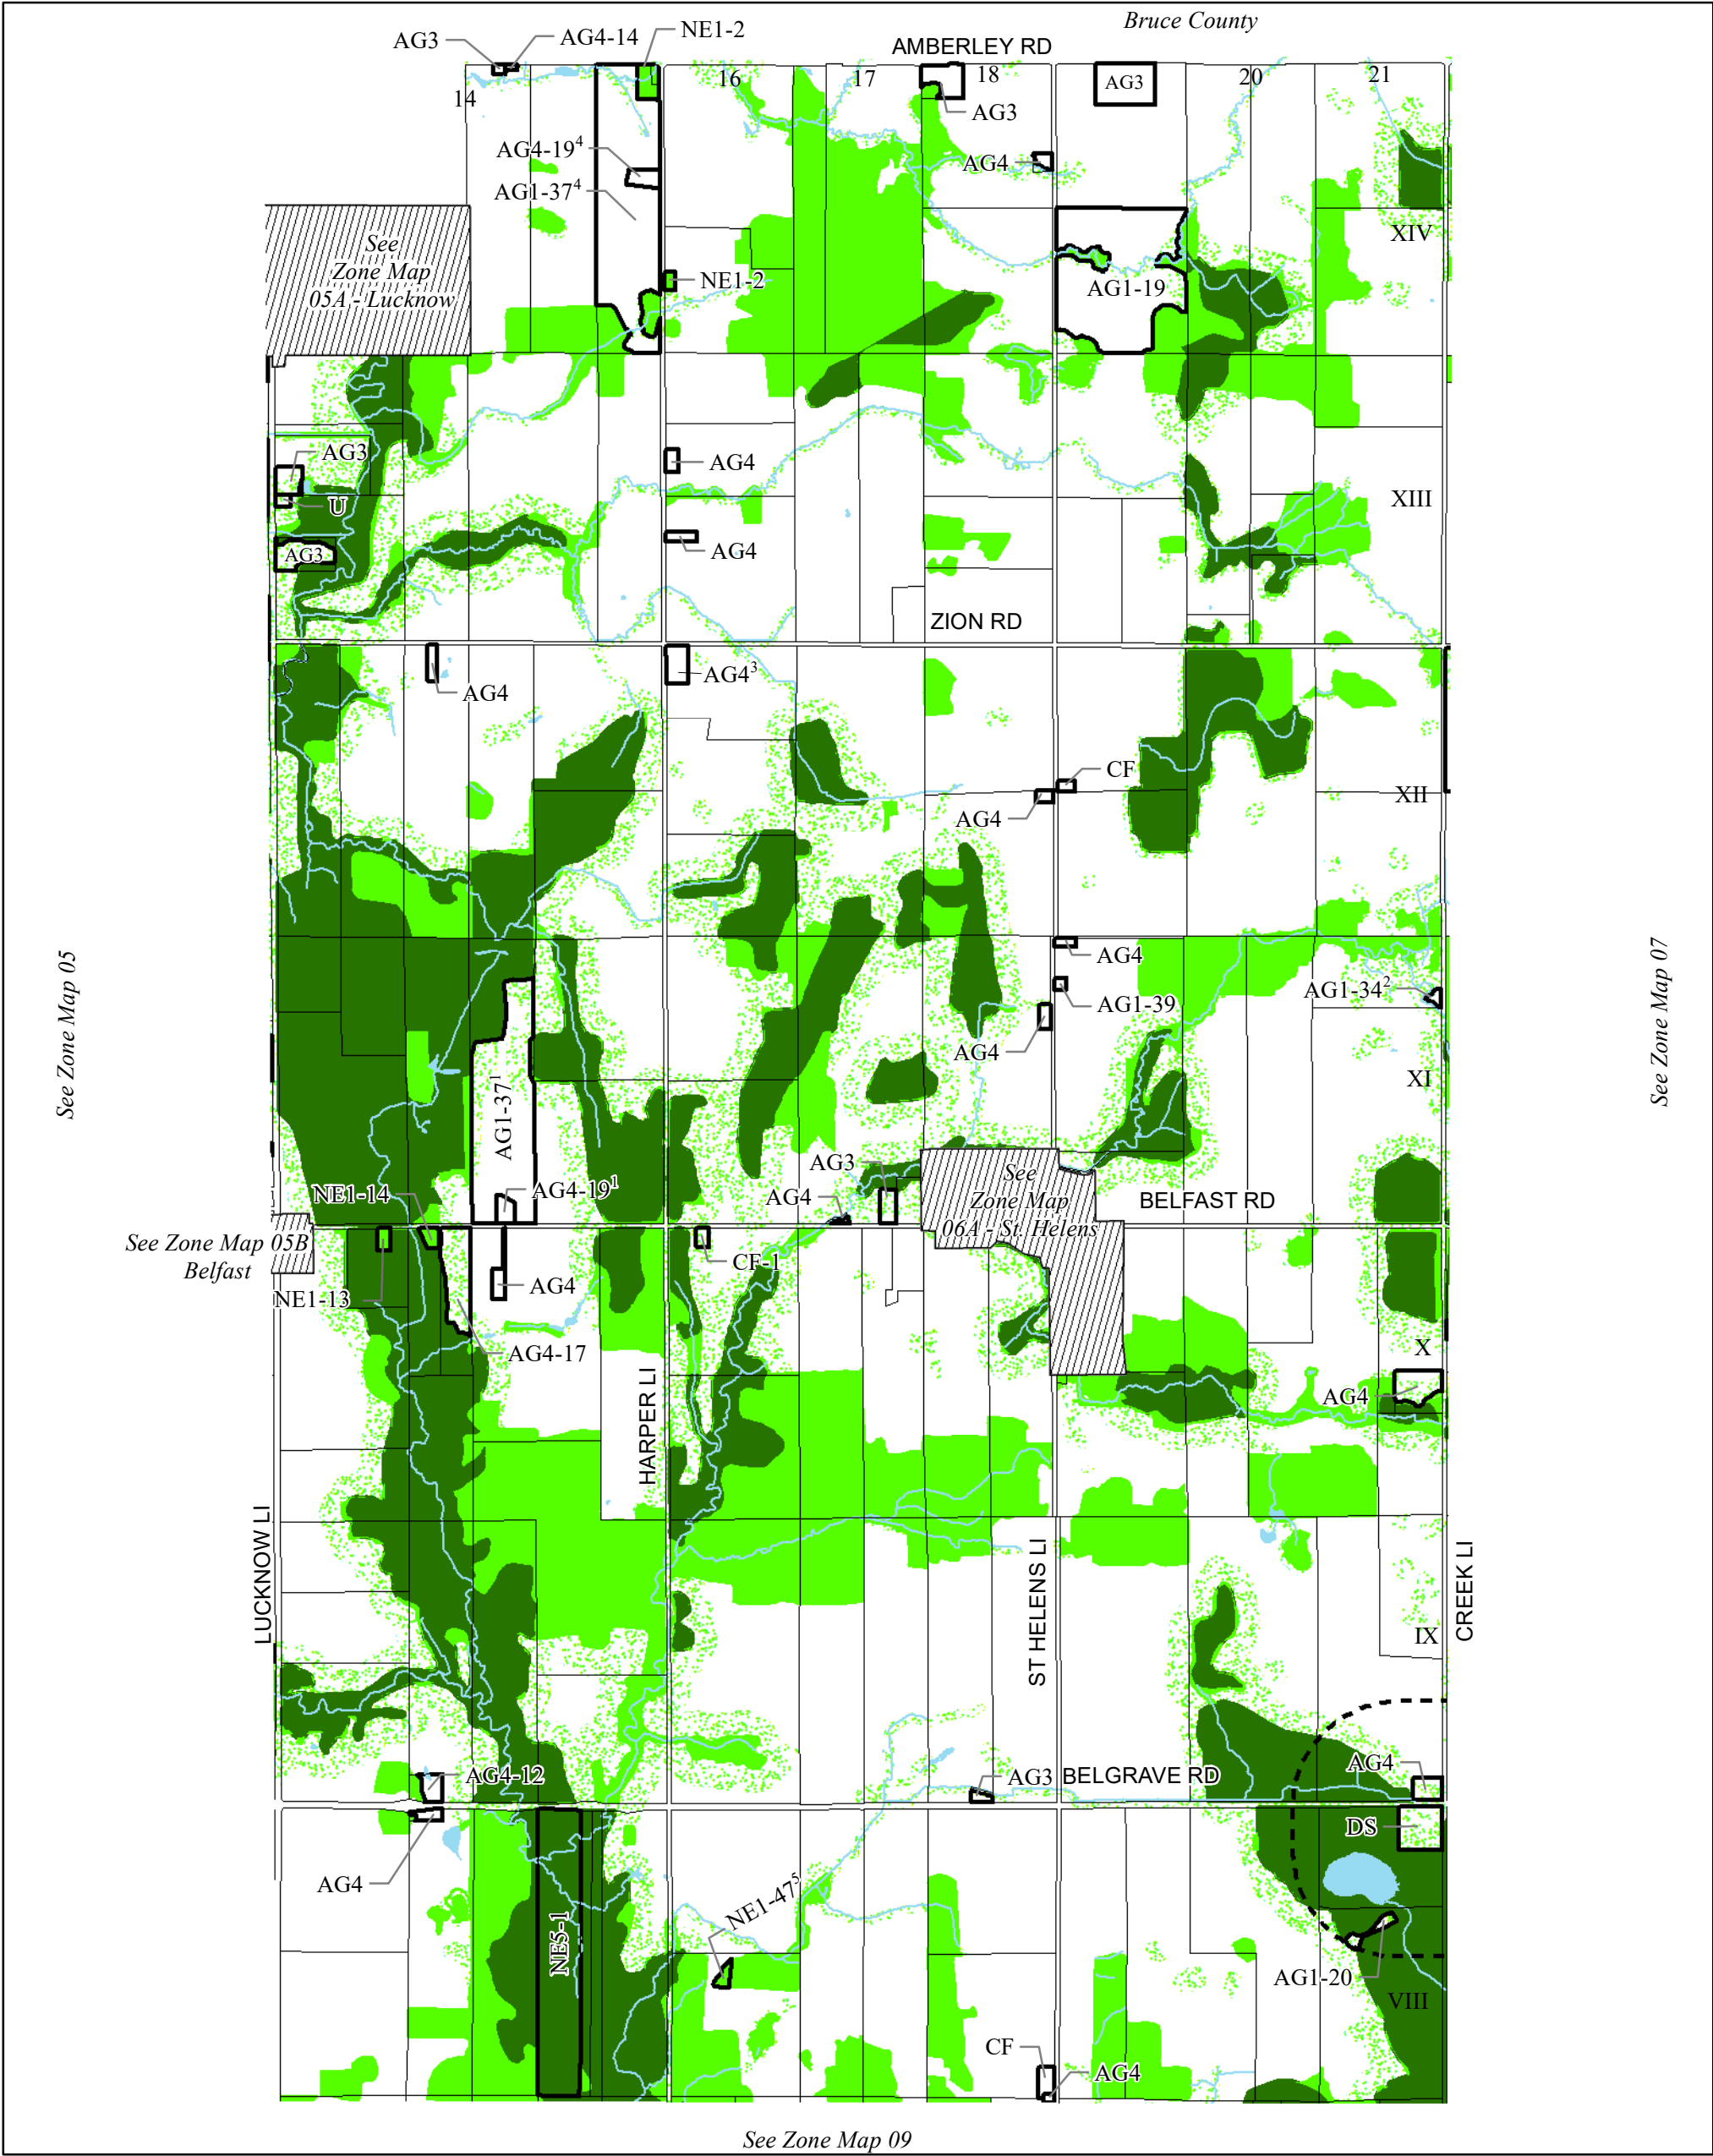 Bruce County
AG3
AG4-14
NE1-2
AMBERLEY RD
14
16
17
18
AG3
20
21
AG3
AG4-19⁴
AG4
AG1-37⁴
XIV
See
Zone Map
05A - Lucknow
NE1-2
AG1-19
AG3
AG4
U
XIII
AG3
AG4
ZION RD
AG4
AG4³
CF
XII
AG4
See Zone Map 05
See Zone Map 07
AG4
AG1-34²
AG1-39
AG4
XI
AG1-37¹
AG3
See
Zone Map
06A - St. Helens
NE1-14
AG4-19¹
AG4
BELFAST RD
See Zone Map 05B
Belfast
CF-1
NE1-13
AG4
AG4-17
X
AG4
HARPER LI
LUCKNOW LI
ST HELENS LI
CREEK LI
IX
AG4-12
AG3
BELGRAVE RD
AG4
DS
AG4
NE1-47⁵
NE5-1
AG1-20
VIII
CF
AG4
See Zone Map 09